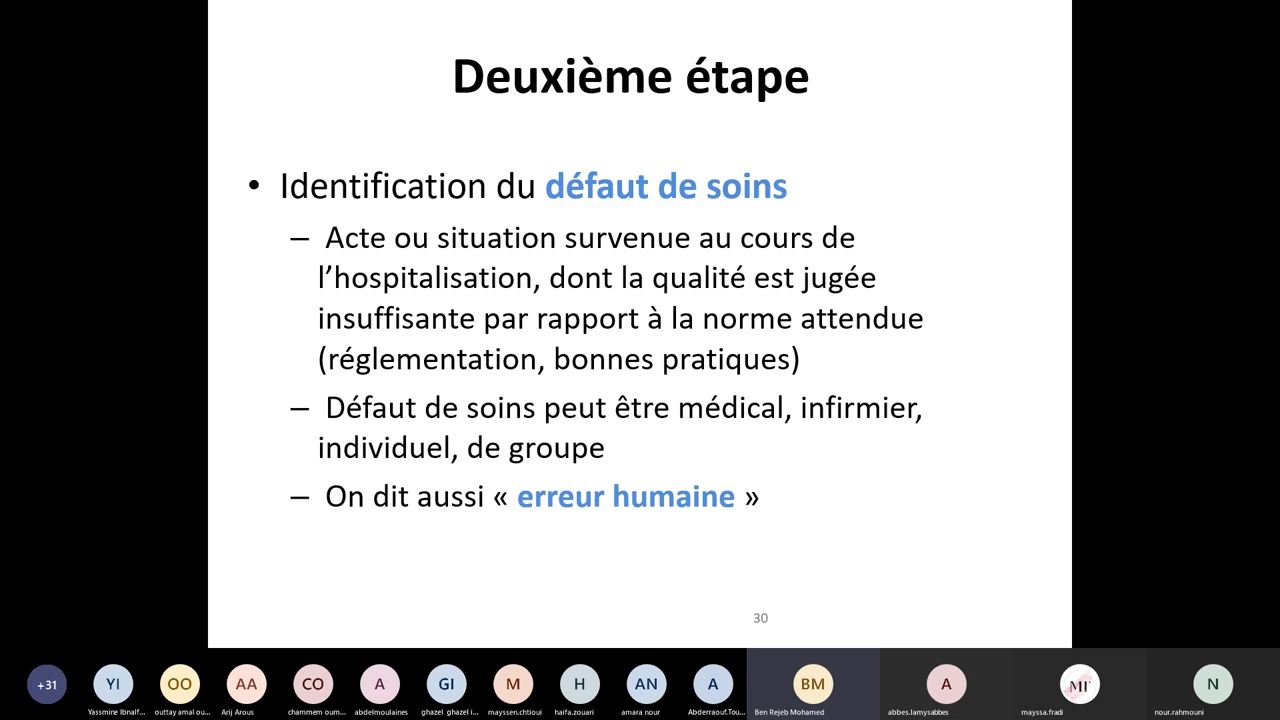 Deuxième étape
• Identification du défaut de soins
– Acte ou situation survenue au cours de
l’hospitalisation, dont la qualité est jugée
insuffisante par rapport à la norme attendue
(réglementation, bonnes pratiques)
– Défaut de soins peut être médical, infirmier,
individuel, de groupe
– On dit aussi « erreur humaine »
30
+31 YI OO AA CO A GI M H AN A BM A MF N
Yassmine Ibnalf... outtay amal ou... Arij Arous chammem oum... abdelmoulaines ghazel ghazel i... mayssen.chtioui haifa.zouari amara nour Abderraouf.Tou... Ben Rejeb Mohamed abbes.lamysabbes mayssa.fradi nour.rahmouni